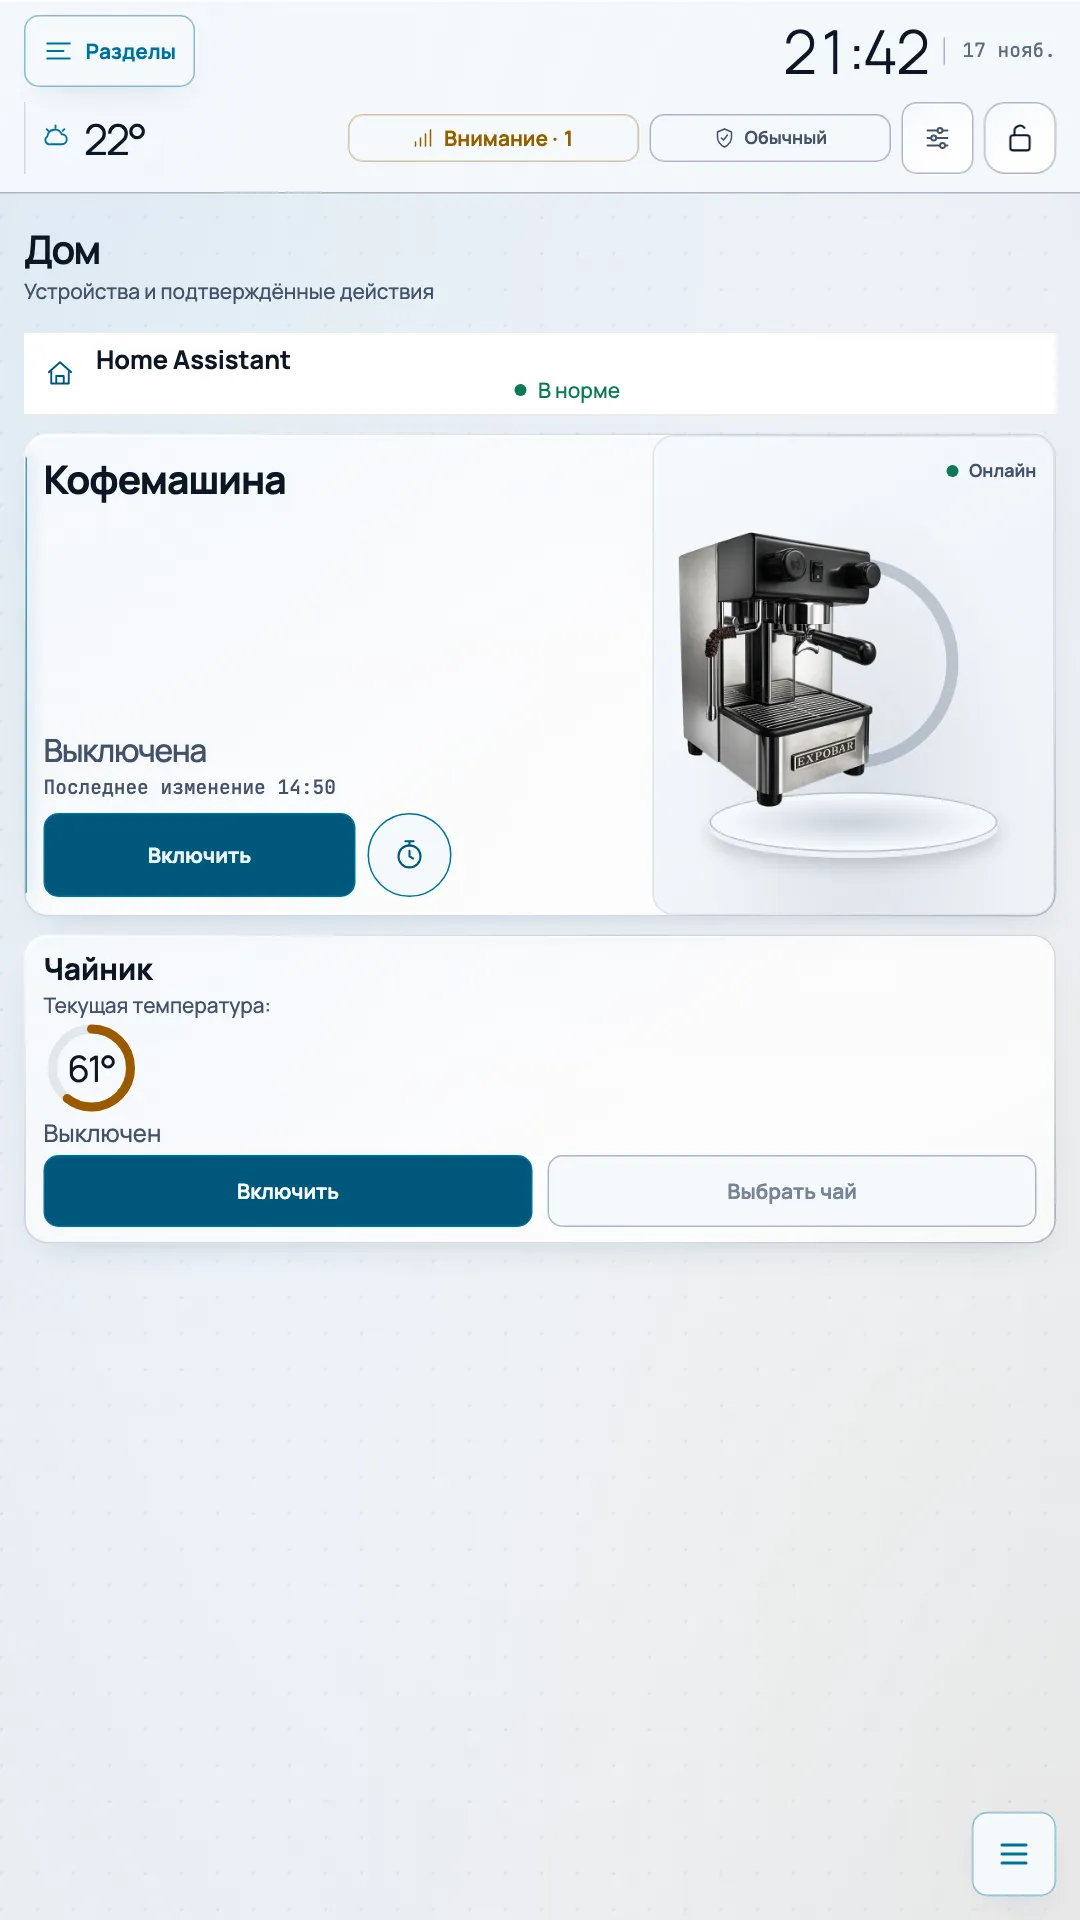 Разделы
21:42
17 нояб.
22°
Внимание · 1
Обычный
Дом
Устройства и подтверждённые действия
Home Assistant
В норме
Кофемашина
Онлайн
EXPOBAR
Выключена
Последнее изменение 14:50
Включить
Чайник
Текущая температура:
61°
Выключен
Включить
Выбрать чай